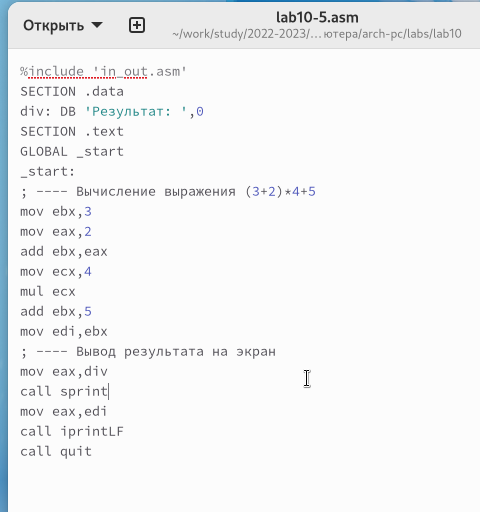 Открыть
lab10-5.asm
~/work/study/2022-2023/...ютера/arch-pc/labs/lab10
%include 'in_out.asm'
SECTION .data
div: DB 'Результат: ',0
SECTION .text
GLOBAL _start
_start:
; ---- Вычисление выражения (3+2)*4+5
mov ebx,3
mov eax,2
add ebx,eax
mov ecx,4
mul ecx
add ebx,5
mov edi,ebx
; ---- Вывод результата на экран
mov eax,div
call sprint
mov eax,edi
call iprintLF
call quit